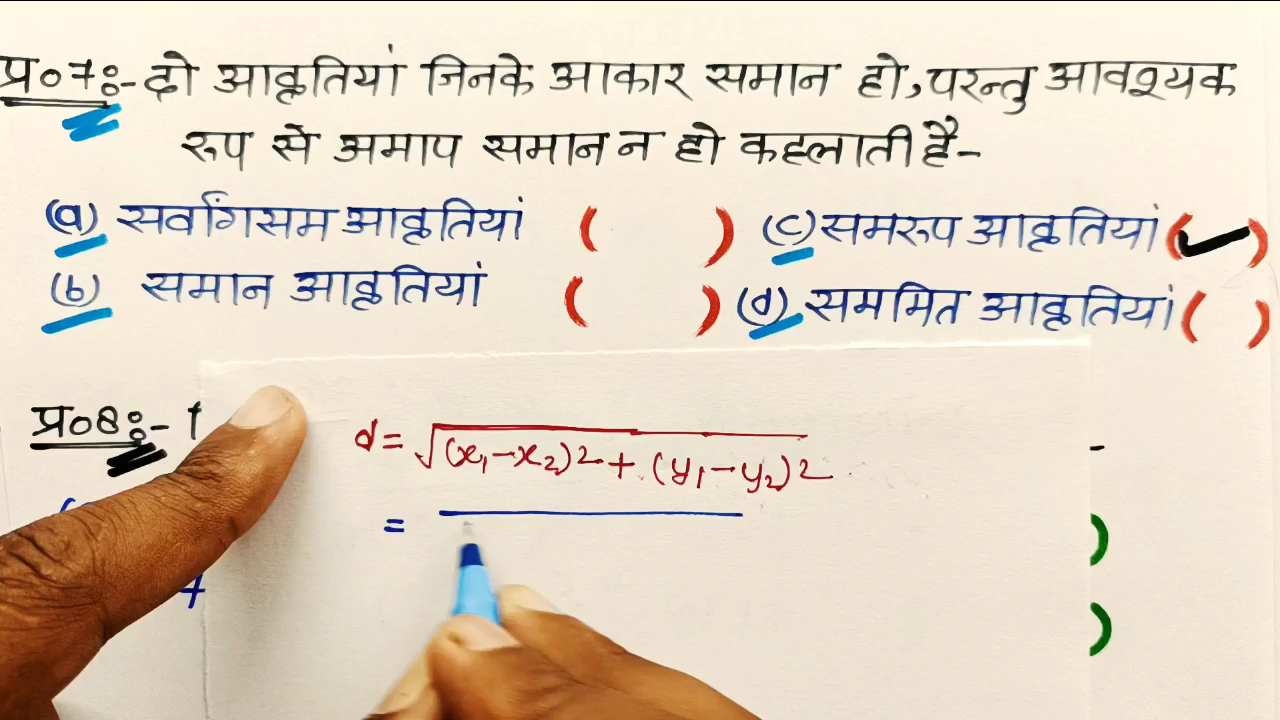 प्र०7:- दो आकृतियां जिनके आकार समान हो, परन्तु आवश्यक
रुप से अमाप समान न हो कहलाती है-
(a) सर्वांगसम आकृतियां ( ) (c) समरुप आकृतियां (✓)
(b) समान आकृतियां ( ) (d) सममित आकृतियां ( )
प्र०8:-
d = √(x₁-x₂)2 + (y₁-y₂)2
=